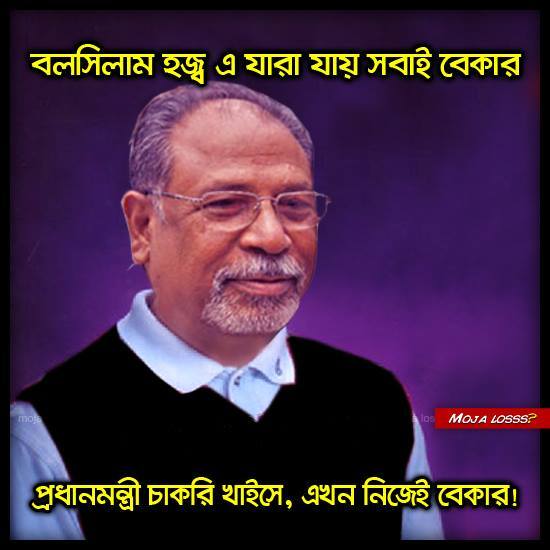 বলসিলাম হজ্ব এ যারা যায় সবাই বেকার
Moja losss?
প্রধানমন্ত্রী চাকরি খাইসে, এখন নিজেই বেকার!